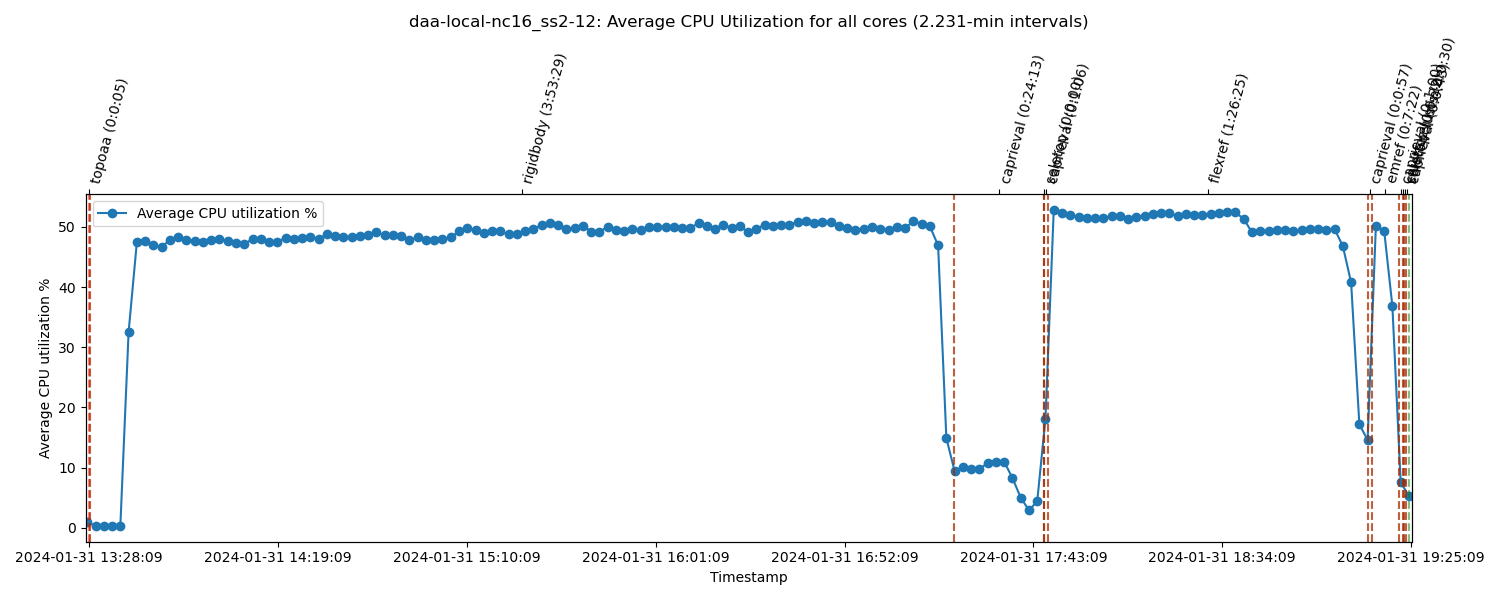 daa-local-nc16_ss2-12: Average CPU Utilization for all cores (2.231-min intervals)
topoaa (0:0:05)
rigidbody (3:53:29)
caprieval (0:24:13)
caprieval (0:1:06)
flexref (1:26:25)
caprieval (0:0:57)
emref (0:7:22)
Average CPU utilization %
Average CPU utilization %
50
40
30
20
10
0
2024-01-31 13:28:09
2024-01-31 14:19:09
2024-01-31 15:10:09
2024-01-31 16:01:09
2024-01-31 16:52:09
2024-01-31 17:43:09
2024-01-31 18:34:09
2024-01-31 19:25:09
Timestamp